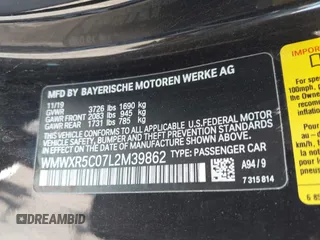 MFD BY BAYERISCHE MOTOREN WERKE AG
11/19
GVWR 3726 lbs 1690 kg
GAWR FRONT 2083 lbs 945 kg
GAWR REAR 1731 lbs 785 kg
THIS VEHICLE CONFORMS TO ALL APPLICABLE U.S. FEDERAL MOTOR
VEHICLE SAFETY, BUMPER, AND THEFT PREVENTION STANDARDS IN
EFFECT ON THE DATE OF MANUFACTURE SHOWN ABOVE.
WMWXR5C07L2M39862 TYPE: PASSENGER CAR
A94 / 9
7 315 814
100mph,
the Owner's